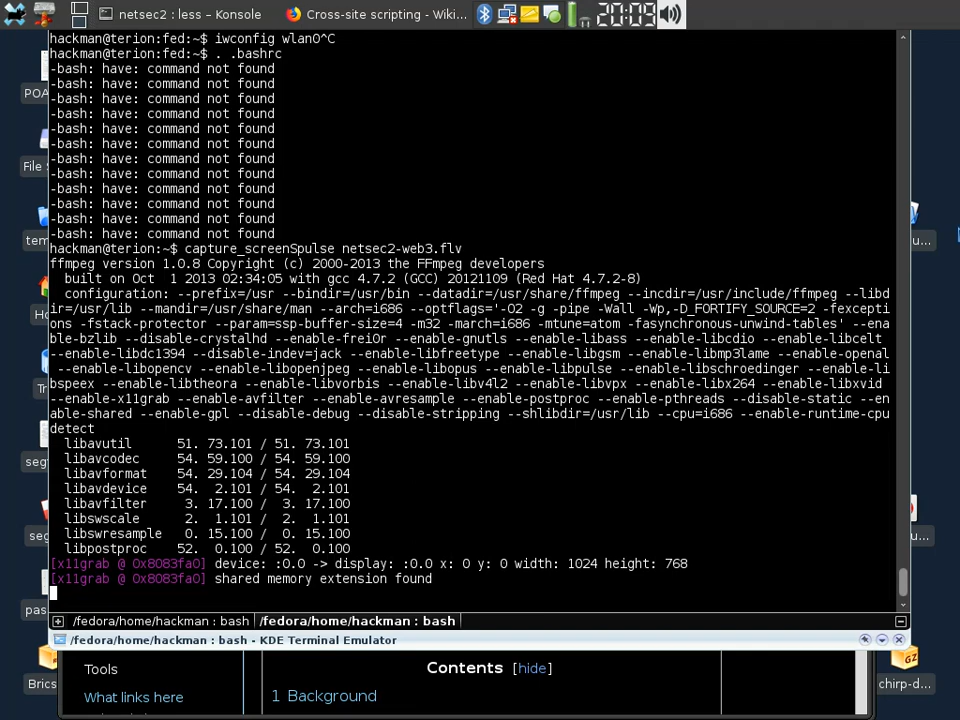 netsec2 : less – Konsole
Cross-site scripting - Wiki...
20:09
hackman@terion:fed:~$ iwconfig wlan0^C
hackman@terion:fed:~$ . .bashrc
-bash: have: command not found
-bash: have: command not found
-bash: have: command not found
-bash: have: command not found
-bash: have: command not found
-bash: have: command not found
-bash: have: command not found
-bash: have: command not found
-bash: have: command not found
-bash: have: command not found
-bash: have: command not found
-bash: have: command not found
hackman@terion:~$ capture_screenSpulse netsec2-web3.flv
ffmpeg version 1.0.8 Copyright (c) 2000-2013 the FFmpeg developers
built on Oct  1 2013 02:34:05 with gcc 4.7.2 (GCC) 20121109 (Red Hat 4.7.2-8)
configuration: --prefix=/usr --bindir=/usr/bin --datadir=/usr/share/ffmpeg --incdir=/usr/include/ffmpeg --libd
ir=/usr/lib --mandir=/usr/share/man --arch=i686 --optflags='-O2 -g -pipe -Wall -Wp,-D_FORTIFY_SOURCE=2 -fexcepti
ons -fstack-protector --param=ssp-buffer-size=4 -m32 -march=i686 -mtune=atom -fasynchronous-unwind-tables' --ena
ble-bzlib --disable-crystalhd --enable-frei0r --enable-gnutls --enable-libass --enable-libcdio --enable-libcelt
--enable-libdc1394 --disable-indev=jack --enable-libfreetype --enable-libgsm --enable-libmp3lame --enable-openal
--enable-libopencv --enable-libopenjpeg --enable-libopus --enable-libpulse --enable-libschroedinger --enable-li
bspeex --enable-libtheora --enable-libvorbis --enable-libv4l2 --enable-libvpx --enable-libx264 --enable-libxvid
--enable-x11grab --enable-avfilter --enable-avresample --enable-postproc --enable-pthreads --disable-static --en
able-shared --enable-gpl --disable-debug --disable-stripping --shlibdir=/usr/lib --cpu=i686 --enable-runtime-cpu
detect
libavutil      51. 73.101 / 51. 73.101
libavcodec     54. 59.100 / 54. 59.100
libavformat    54. 29.104 / 54. 29.104
libavdevice    54.  2.101 / 54.  2.101
libavfilter     3. 17.100 /  3. 17.100
libswscale      2.  1.101 /  2.  1.101
libswresample   0. 15.100 /  0. 15.100
libpostproc    52.  0.100 / 52.  0.100
[x11grab @ 0x8083fa0] device: :0.0 -> display: :0.0 x: 0 y: 0 width: 1024 height: 768
[x11grab @ 0x8083fa0] shared memory extension found
/fedora/home/hackman : bash
/fedora/home/hackman : bash
/fedora/home/hackman : bash - KDE Terminal Emulator
POA
File S
tem
Ho
Tr
seg
seg
pas
Brics
u...
u...
chirp-d...
Tools
What links here
Contents [hide]
1 Background